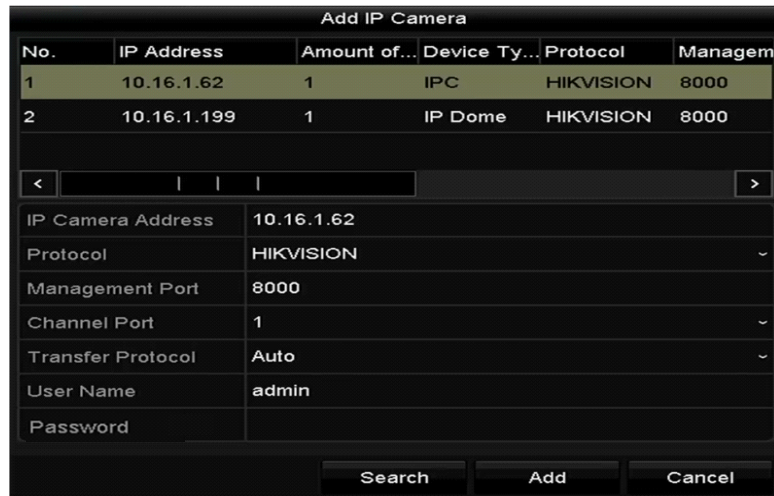 Add IP Camera
No. IP Address Amount of... Device Ty... Protocol Managem
1 10.16.1.62 1 IPC HIKVISION 8000
2 10.16.1.199 1 IP Dome HIKVISION 8000
IP Camera Address 10.16.1.62
Protocol HIKVISION
Management Port 8000
Channel Port 1
Transfer Protocol Auto
User Name admin
Password
Search Add Cancel